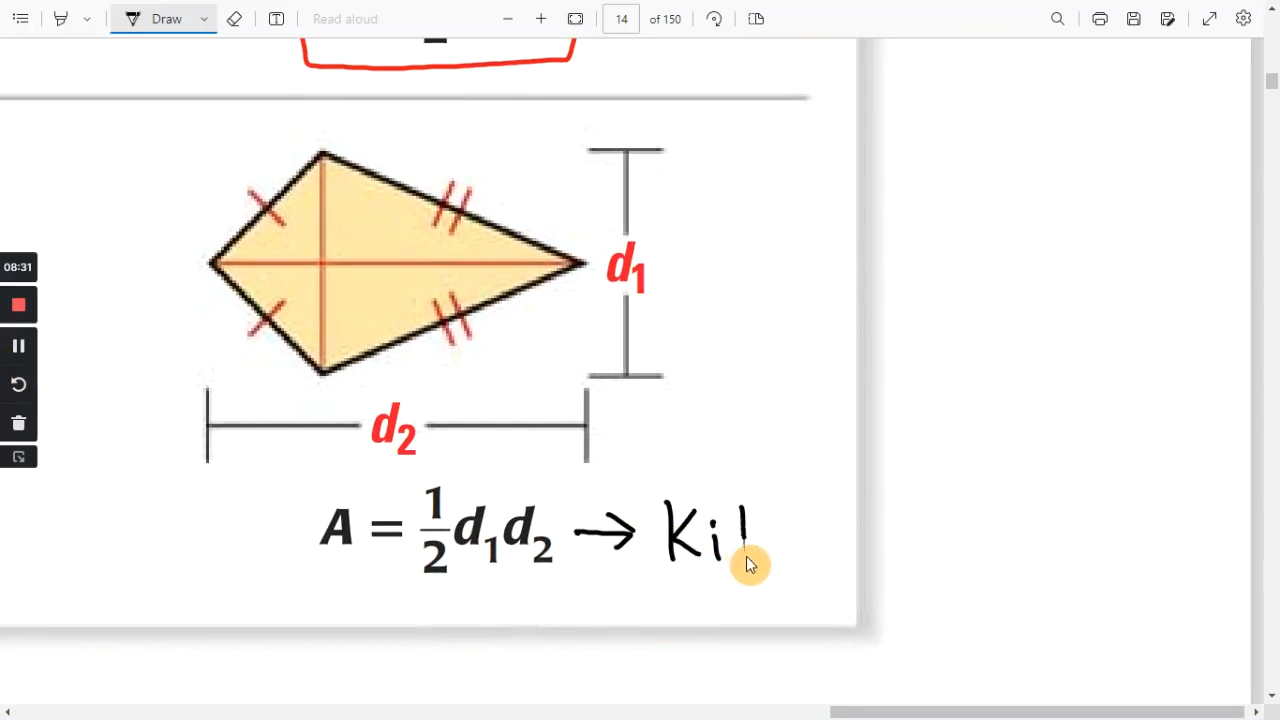 Draw
Read aloud
14 of 150
08:31
d₁
d₂
A = 1/2 d₁d₂ → Ki